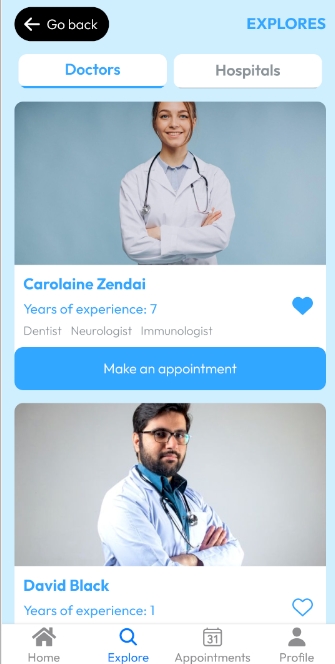 Go back
EXPLORES
Doctors
Hospitals
Carolaine Zendai
Years of experience: 7
Dentist Neurologist Immunologist
Make an appointment
David Black
Years of experience: 1
31
Home
Explore
Appointments
Profile